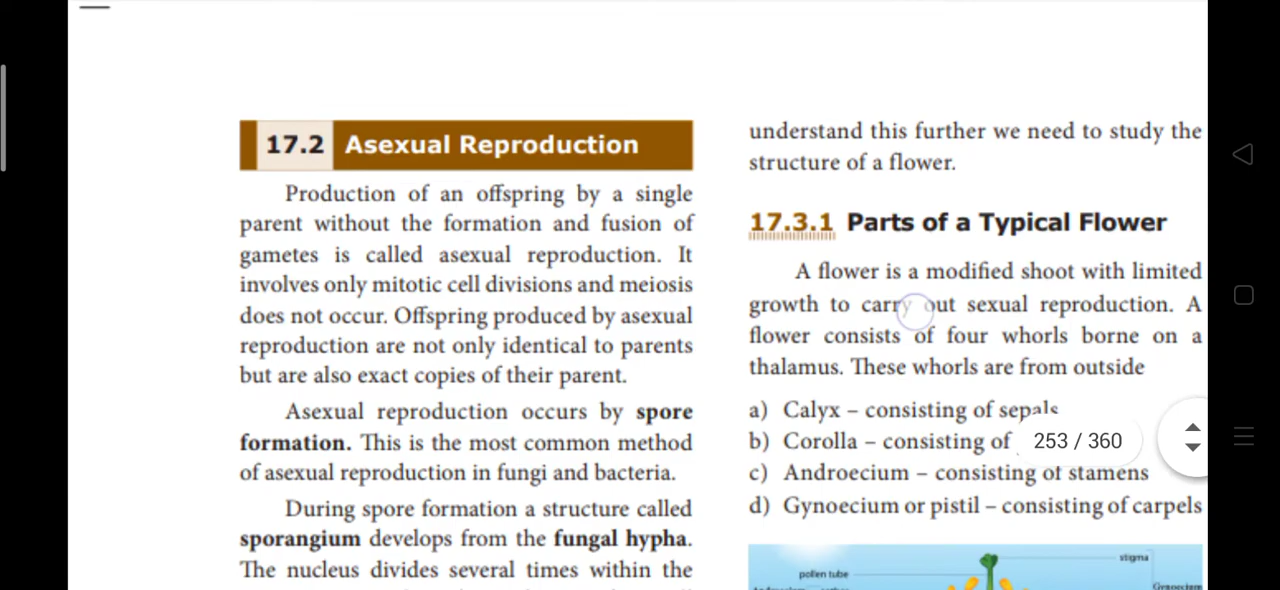 17.2 Asexual Reproduction
Production of an offspring by a single
parent without the formation and fusion of
gametes is called asexual reproduction. It
involves only mitotic cell divisions and meiosis
does not occur. Offspring produced by asexual
reproduction are not only identical to parents
but are also exact copies of their parent.
Asexual reproduction occurs by spore
formation. This is the most common method
of asexual reproduction in fungi and bacteria.
During spore formation a structure called
sporangium develops from the fungal hypha.
The nucleus divides several times within the
understand this further we need to study the
structure of a flower.
17.3.1 Parts of a Typical Flower
A flower is a modified shoot with limited
growth to carry out sexual reproduction. A
flower consists of four whorls borne on a
thalamus. These whorls are from outside
a) Calyx – consisting of sepals
b) Corolla – consisting of
253 / 360
c) Androecium – consisting of stamens
d) Gynoecium or pistil – consisting of carpels
stigma
pollen tube
Gynoecium